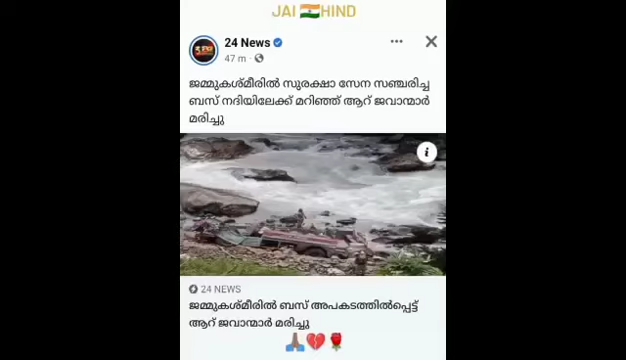 JAI 🇮🇳HIND
24 News
47 m ·
ജമ്മുകശ്മീരിൽ സുരക്ഷാ സേന സഞ്ചരിച്ച
ബസ് നദിയിലേക്ക് മറിഞ്ഞ് ആറ് ജവാന്മാർ
മരിച്ചു
24 NEWS
ജമ്മുകശ്മീരിൽ ബസ് അപകടത്തിൽപ്പെട്ട്
ആറ് ജവാന്മാർ മരിച്ചു
🙏🏽💔🌹